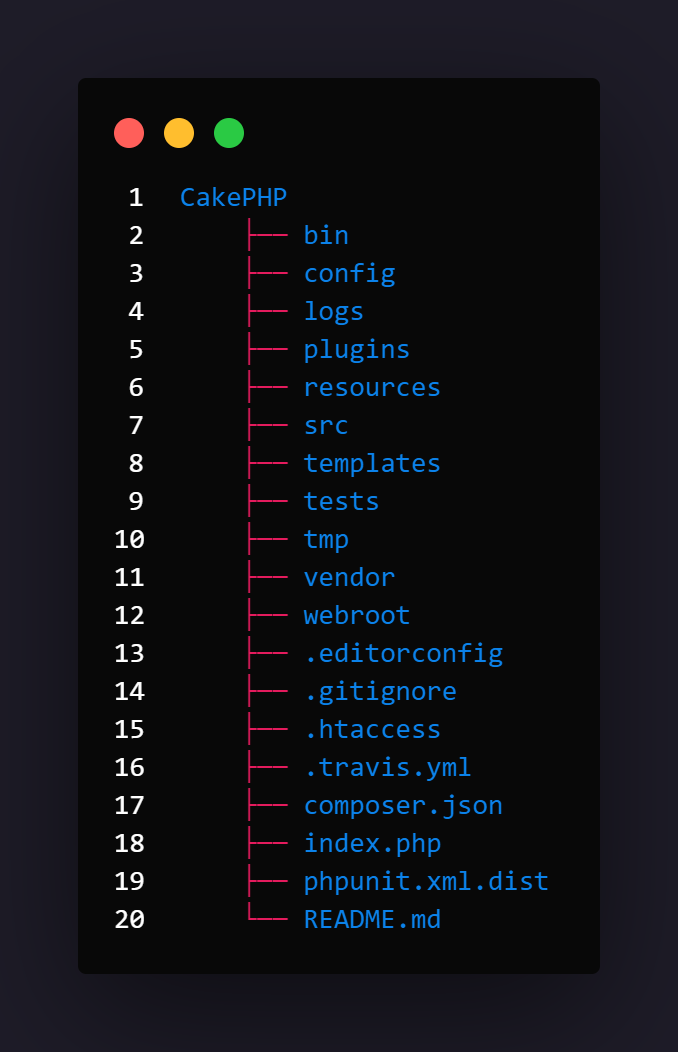 1 CakePHP
2 ├── bin
3 ├── config
4 ├── logs
5 ├── plugins
6 ├── resources
7 ├── src
8 ├── templates
9 ├── tests
10 ├── tmp
11 ├── vendor
12 ├── webroot
13 ├── .editorconfig
14 ├── .gitignore
15 ├── .htaccess
16 ├── .travis.yml
17 ├── composer.json
18 ├── index.php
19 ├── phpunit.xml.dist
20 └── README.md